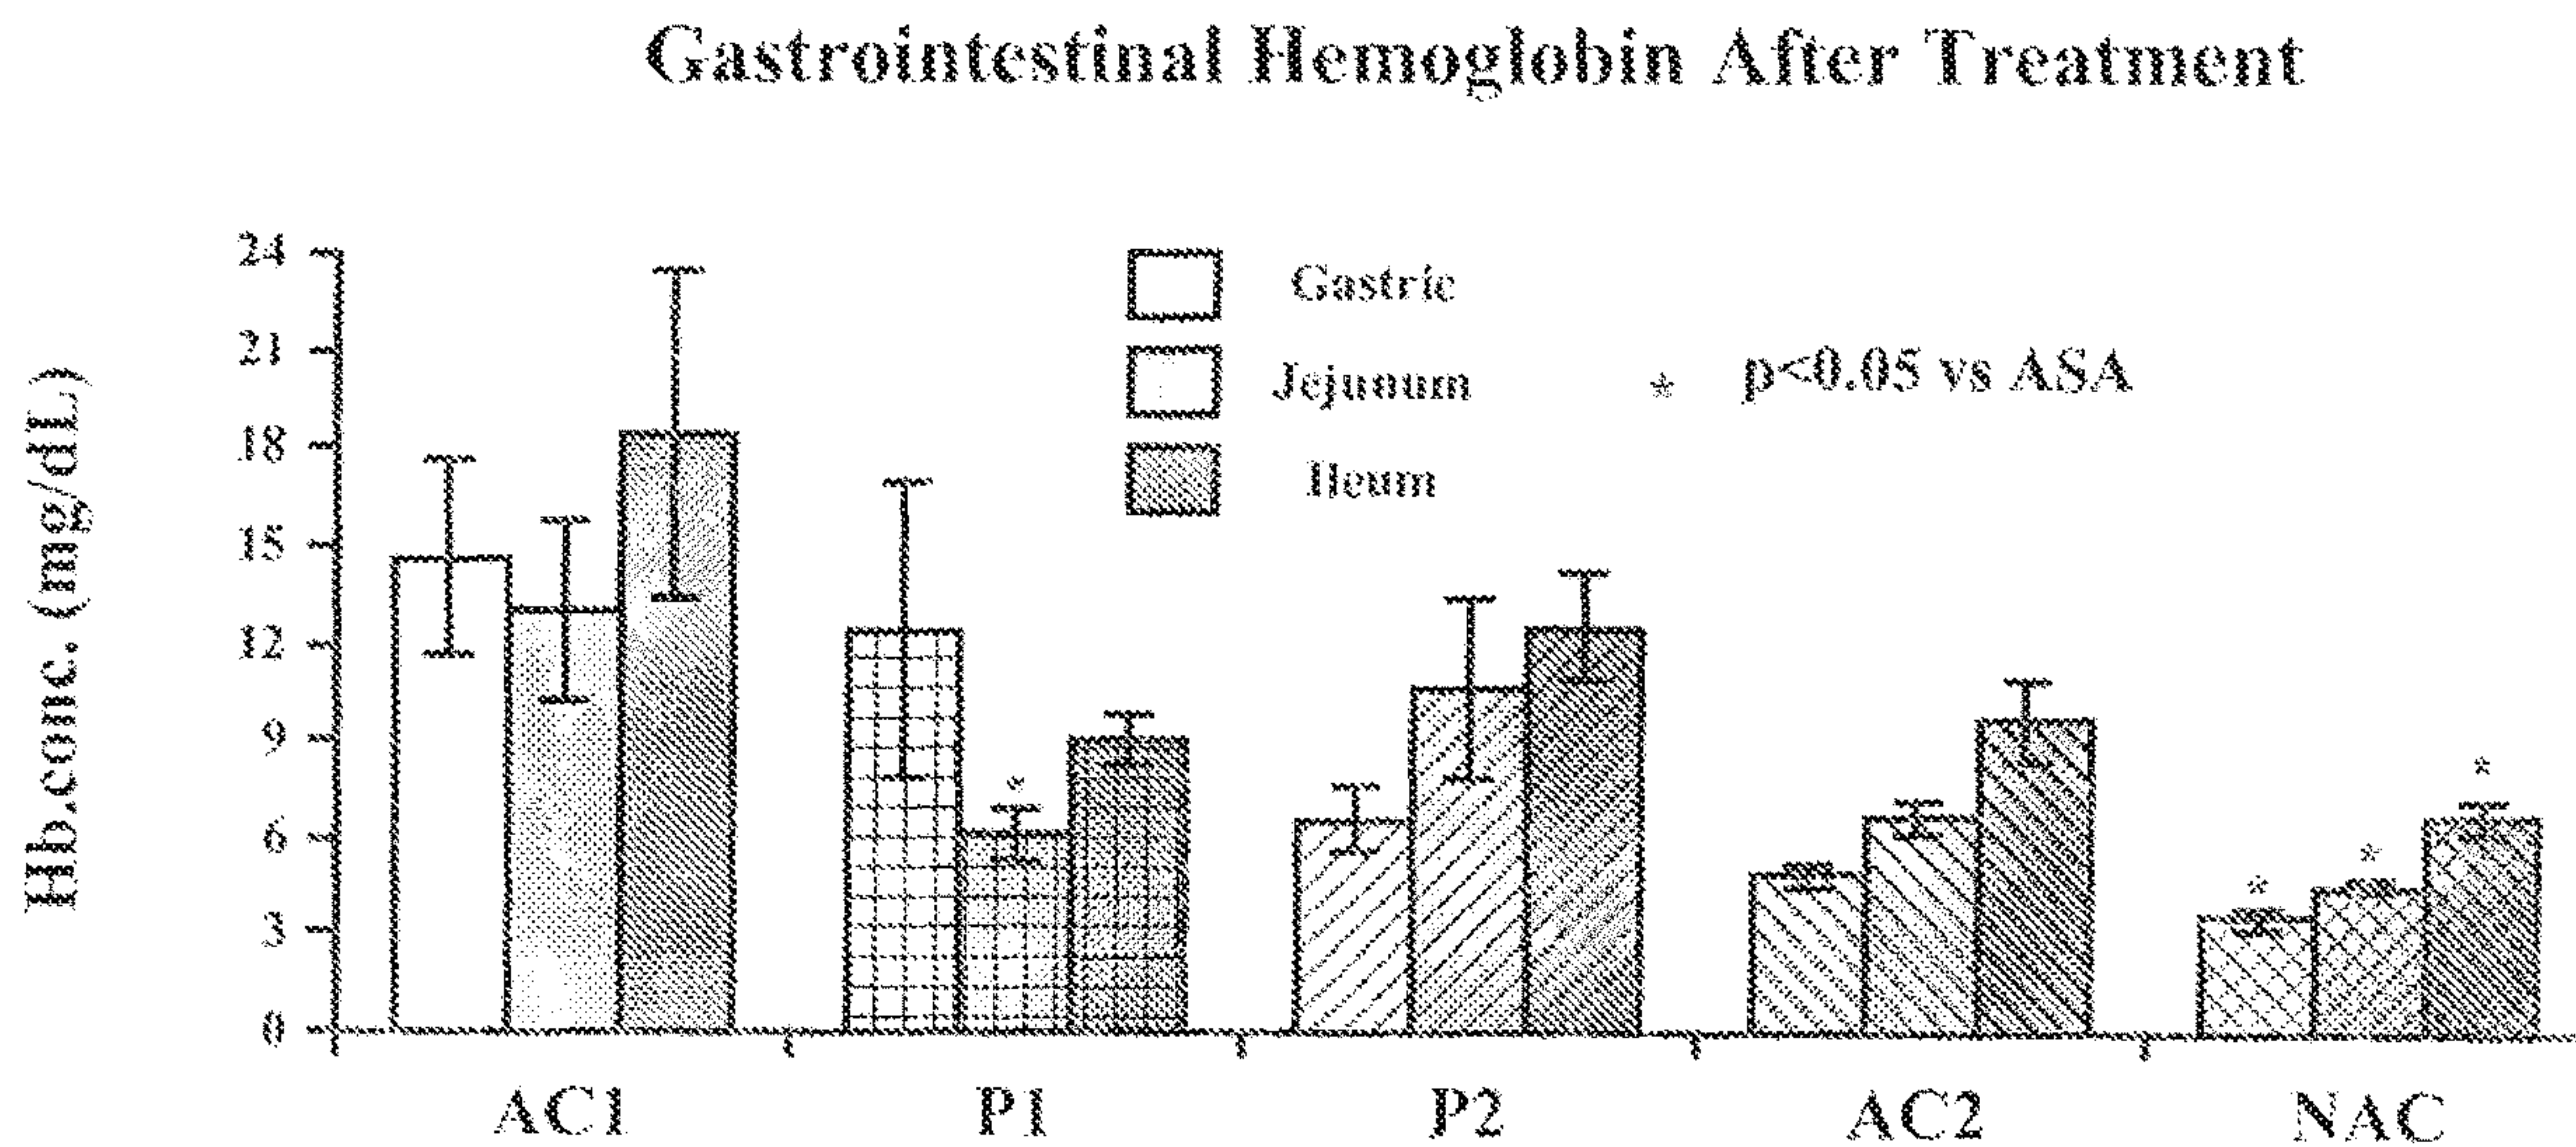 Gastrointestinal Hemoglobin After Treatment
Hb.conc. (mg/dL)
24
21
18
15
12
9
6
3
0
Gastric
Jejunum
Ileum
* p<0.05 vs ASA
*
*
*
*
AC1 P1 P2 AC2 NAC